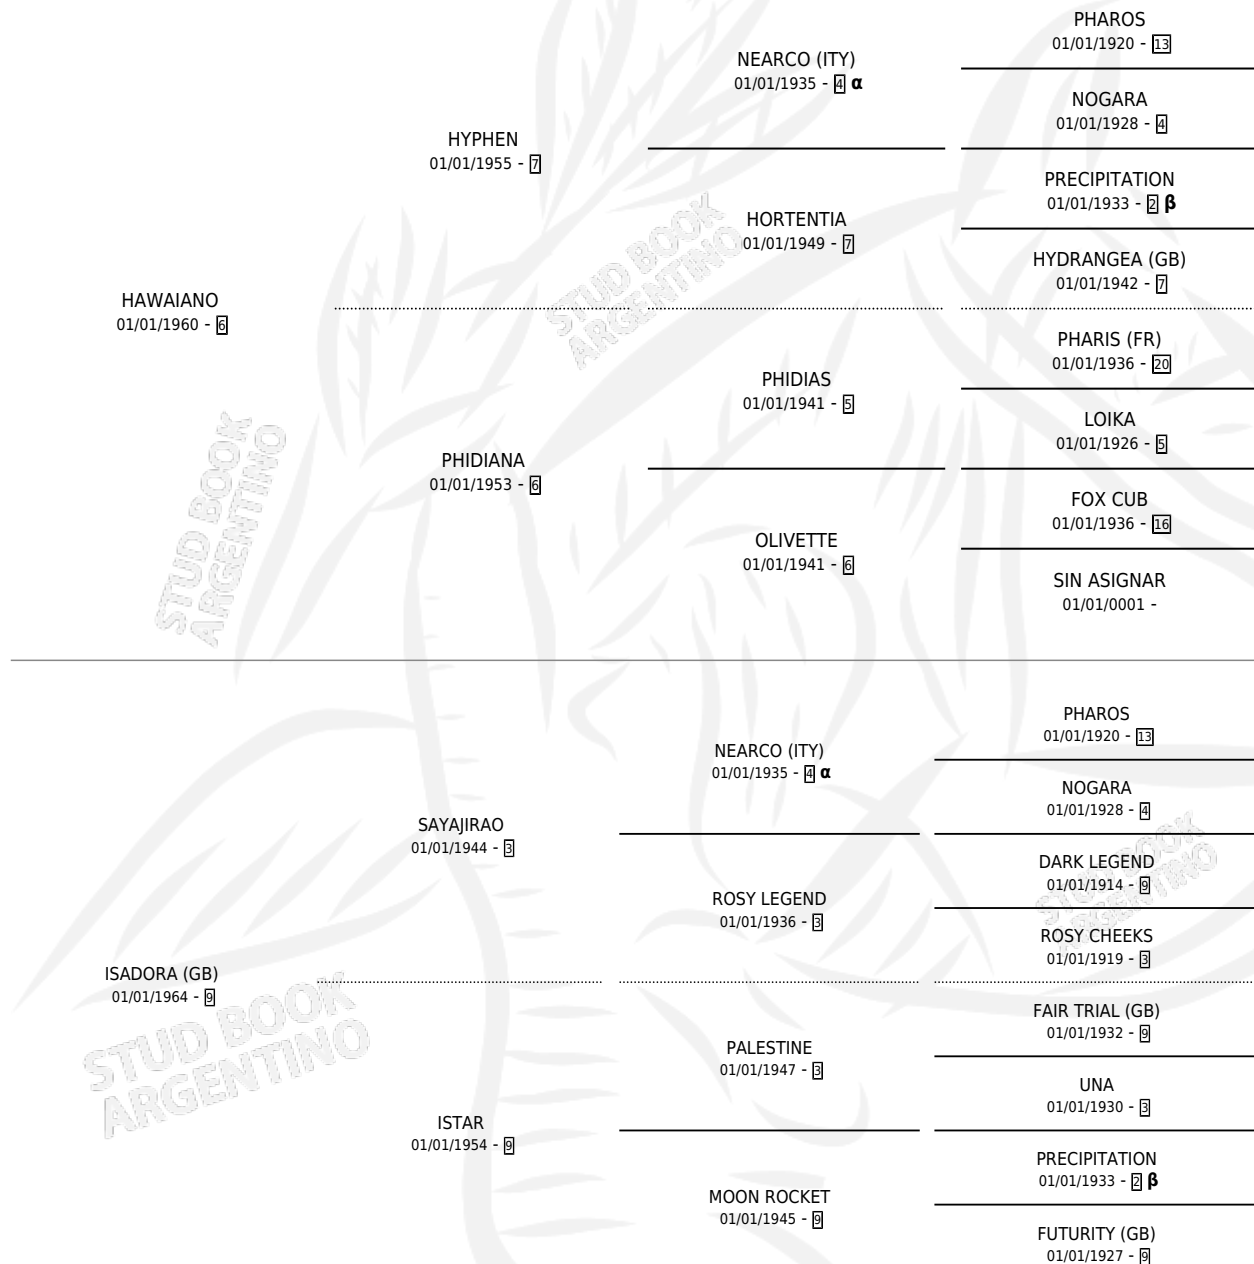 PHAROS
01/01/1920 - 13
NEARCO (ITY)
01/01/1935 - 4 α
NOGARA
01/01/1928 - 4
HYPHEN
01/01/1955 - 7
PRECIPITATION
01/01/1933 - 2 β
HORTENTIA
01/01/1949 - 7
HYDRANGEA (GB)
01/01/1942 - 7
HAWAIANO
01/01/1960 - 6
PHARIS (FR)
01/01/1936 - 20
PHIDIAS
01/01/1941 - 5
LOIKA
01/01/1926 - 5
PHIDIANA
01/01/1953 - 6
FOX CUB
01/01/1936 - 16
OLIVETTE
01/01/1941 - 6
SIN ASIGNAR
01/01/0001 -
PHAROS
01/01/1920 - 13
NEARCO (ITY)
01/01/1935 - 4 α
NOGARA
01/01/1928 - 4
SAYAJIRAO
01/01/1944 - 3
DARK LEGEND
01/01/1914 - 9
ROSY LEGEND
01/01/1936 - 3
ROSY CHEEKS
01/01/1919 - 3
ISADORA (GB)
01/01/1964 - 9
FAIR TRIAL (GB)
01/01/1932 - 9
PALESTINE
01/01/1947 - 3
UNA
01/01/1930 - 3
ISTAR
01/01/1954 - 9
PRECIPITATION
01/01/1933 - 2 β
MOON ROCKET
01/01/1945 - 9
FUTURITY (GB)
01/01/1927 - 9
STUD BOOK
ARGENTINO
STUD BOOK
ARGENTINO
STUD BOOK
ARGENTINO
STUD BOOK
ARGENTINO